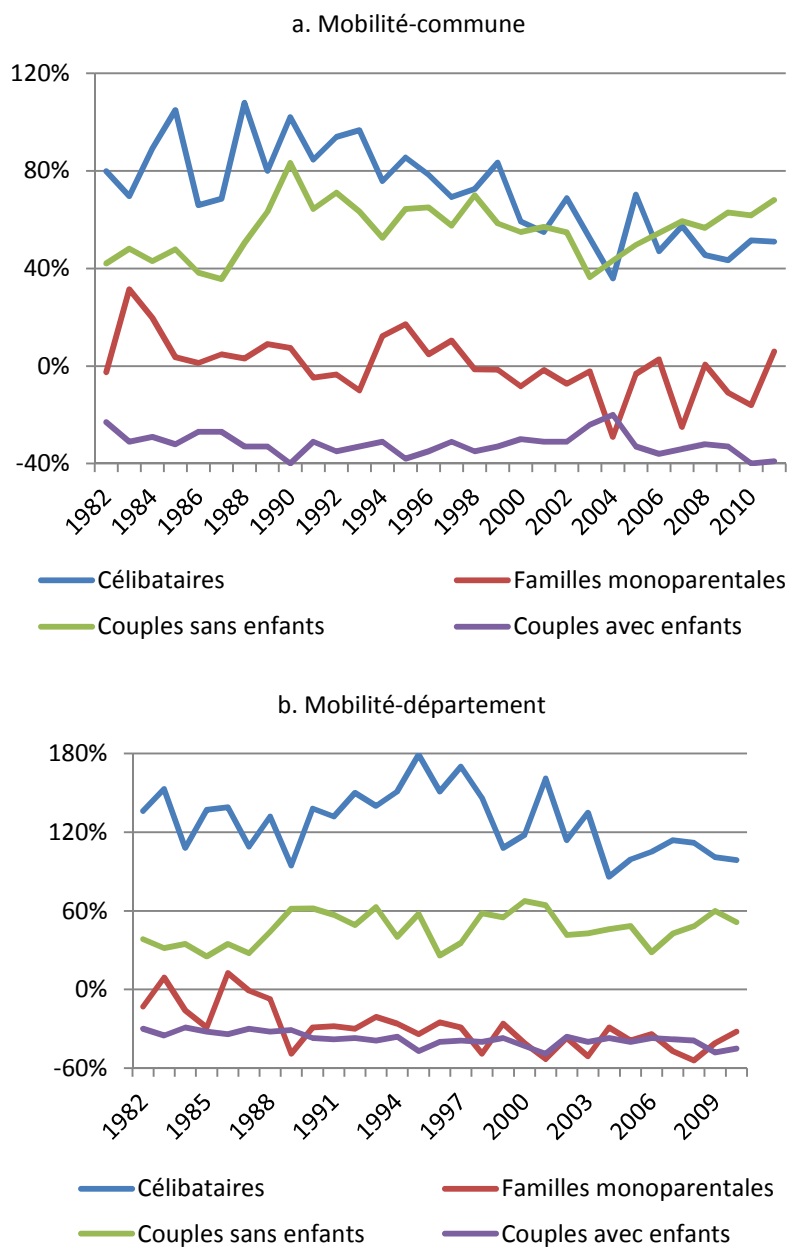 a. Mobilité-commune
120%
80%
40%
0%
-40%
1982 1984 1986 1988 1990 1992 1994 1996 1998 2000 2002 2004 2006 2008 2010
Célibataires Familles monoparentales
Couples sans enfants Couples avec enfants
b. Mobilité-département
180%
120%
60%
0%
-60%
1982 1985 1988 1991 1994 1997 2000 2003 2006 2009
Célibataires Familles monoparentales
Couples sans enfants Couples avec enfants